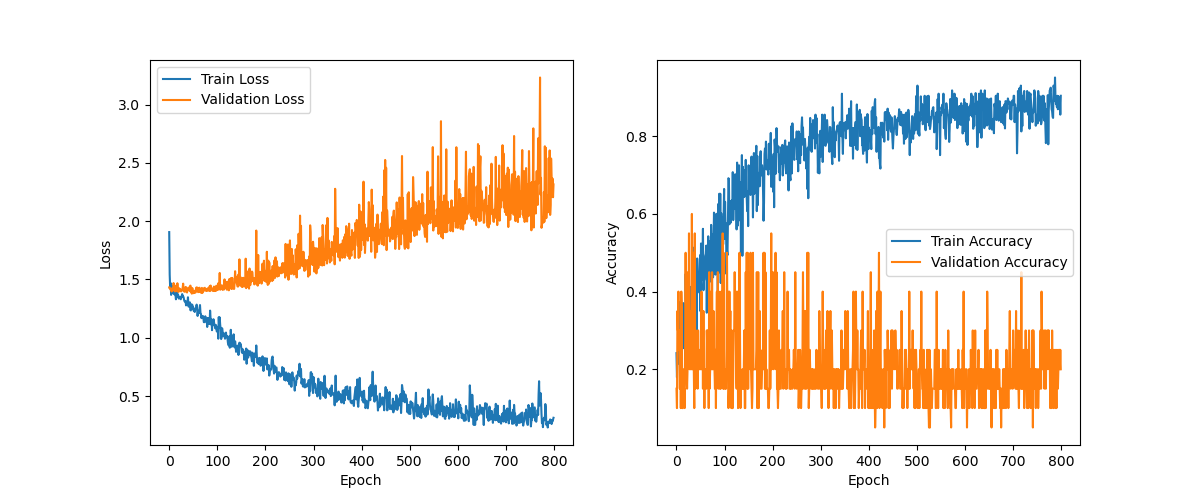 Train Loss
Validation Loss
3.0
2.5
2.0
1.5
1.0
0.5
Loss
0 100 200 300 400 500 600 700 800
Epoch
0.8
0.6
0.4
0.2
Accuracy
Train Accuracy
Validation Accuracy
0 100 200 300 400 500 600 700 800
Epoch